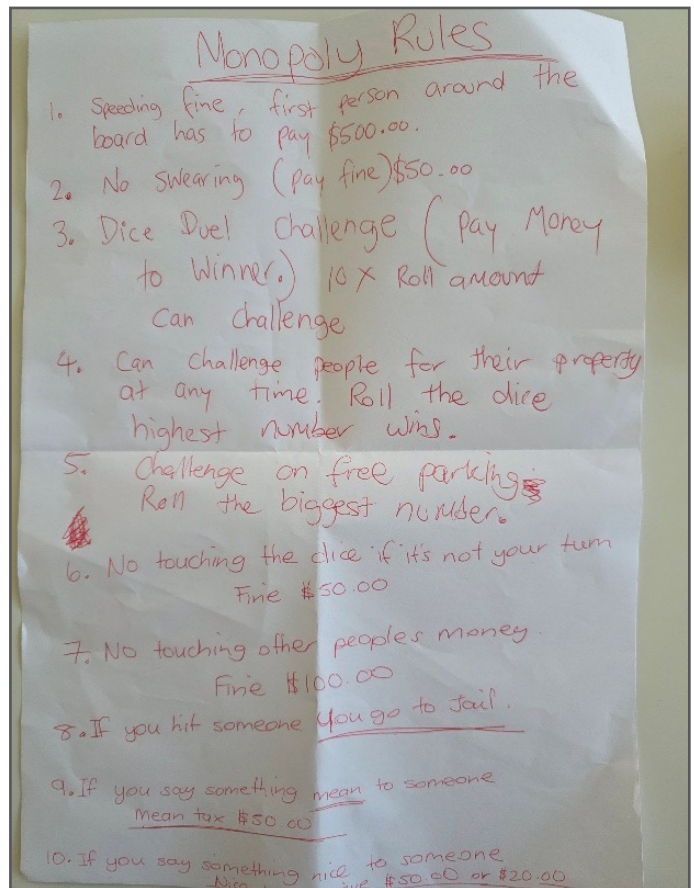 Monopoly Rules
1. Speeding fine, first person around the
board has to pay $500.00.
2. No swearing (pay fine) $50.00
3. Dice Duel Challenge (Pay Money
to Winner.) 10 X Roll amount
Can Challenge
4. Can challenge people for their property
at any time. Roll the dice
highest number wins.
5. Challenge on free parking
Roll the biggest number.
6. No touching the dice if it's not your turn
Fine $50.00
7. No touching other peoples money.
Fine $100.00
8. If you hit someone you go to Jail.
9. If you say something mean to someone
Mean tax $50.00
10. If you say something nice to someone
Nice $50.00 or $20.00